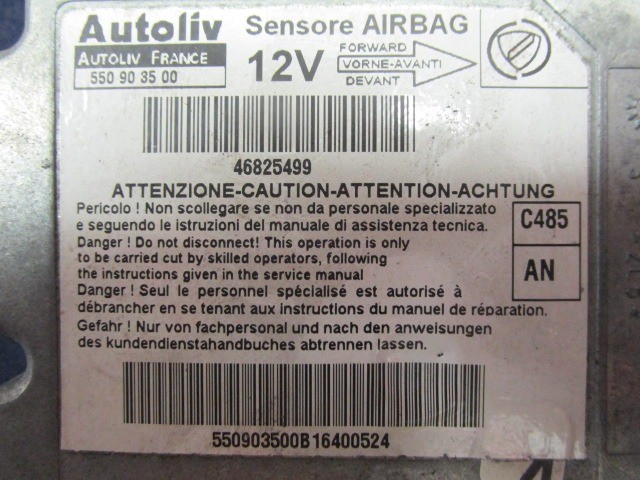 Autoliv
Sensore AIRBAG
AUTOLIV FRANCE
550 90 35 00
12V
FORWARD
VORNE-AVANTI
DEVANT
46825499
ATTENZIONE-CAUTION-ATTENTION-ACHTUNG
Pericolo ! Non scollegare se non da personale specializzato
e seguendo le istruzioni del manuale di assistenza tecnica.
Danger ! Do not disconnect! This operation is only
to be carried cut by skilled operators, following
the instructions given in the service manual
Danger ! Seul le personnel spécialisé est autorisé à
débrancher en se tenant aux instructions du manuel de réparation.
Gefahr ! Nur von fachpersonal und nach den anweisungen
des kundendienstahandbuches abtrennen lassen.
C485
AN
550903500B16400524